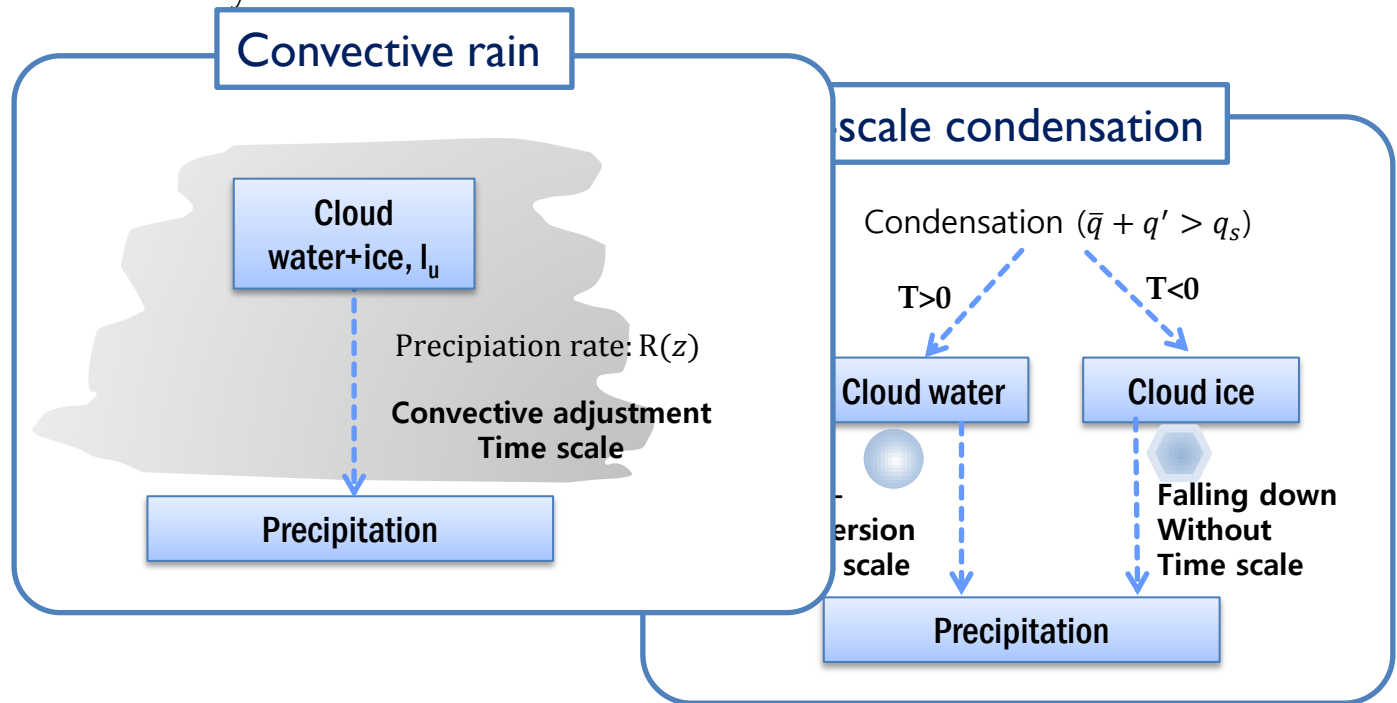 Convective rain
Cloud
water+ice, lᵤ
Precipiation rate: R(z)
Convective adjustment
Time scale
Precipitation
-scale condensation
Condensation (q̄ + q′ > qₛ)
T>0
T<0
Cloud water
Cloud ice
-
ersion
scale
Falling down
Without
Time scale
Precipitation